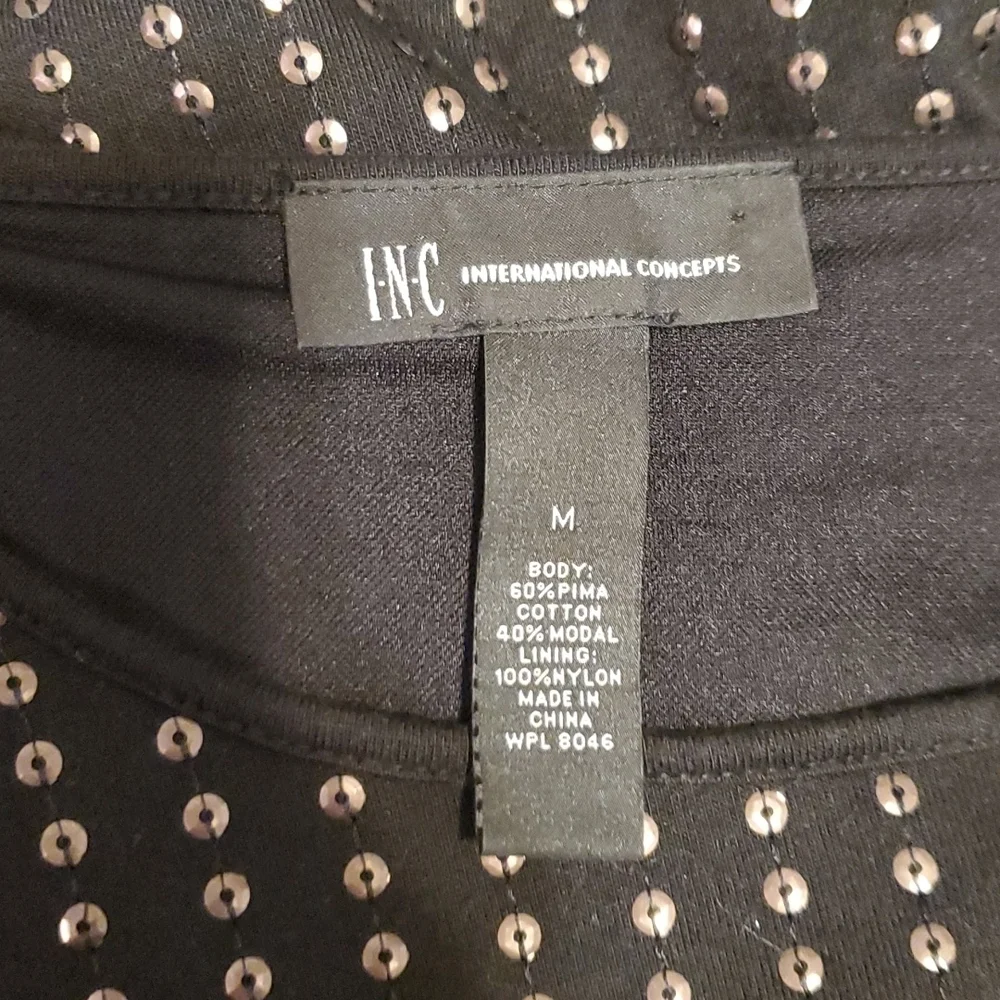 I·N·C INTERNATIONAL CONCEPTS
M
BODY:
60%PIMA
COTTON
40%MODAL
LINING:
100%NYLON
MADE IN
CHINA
WPL 8046